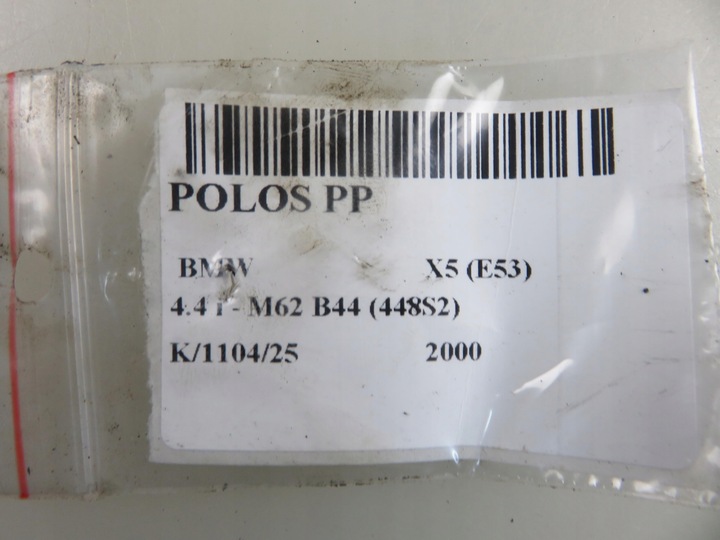 POLOS PP
BMW X5 (E53)
4.4 i - M62 B44 (448S2)
K/1104/25 2000